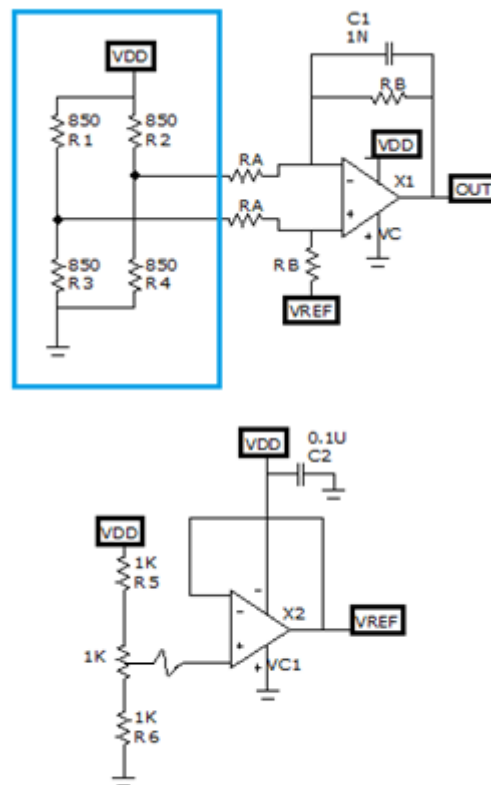 C1
1N
VDD
RB
850
R1
850
R2
VDD
RA
X1
OUT
RA
-
+
+ VC
RB
850
R3
850
R4
VREF
VDD
0.1U
C2
VDD
1K
R5
-
-
X2
VREF
1K
+
+ VC1
1K
R6